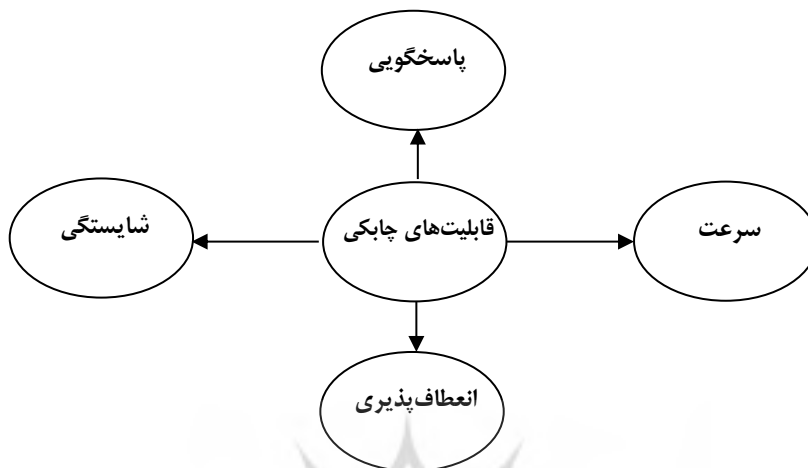 پاسخگویی
شایستگی
قابلیت‌های چابکی
سرعت
انعطاف‌پذیری